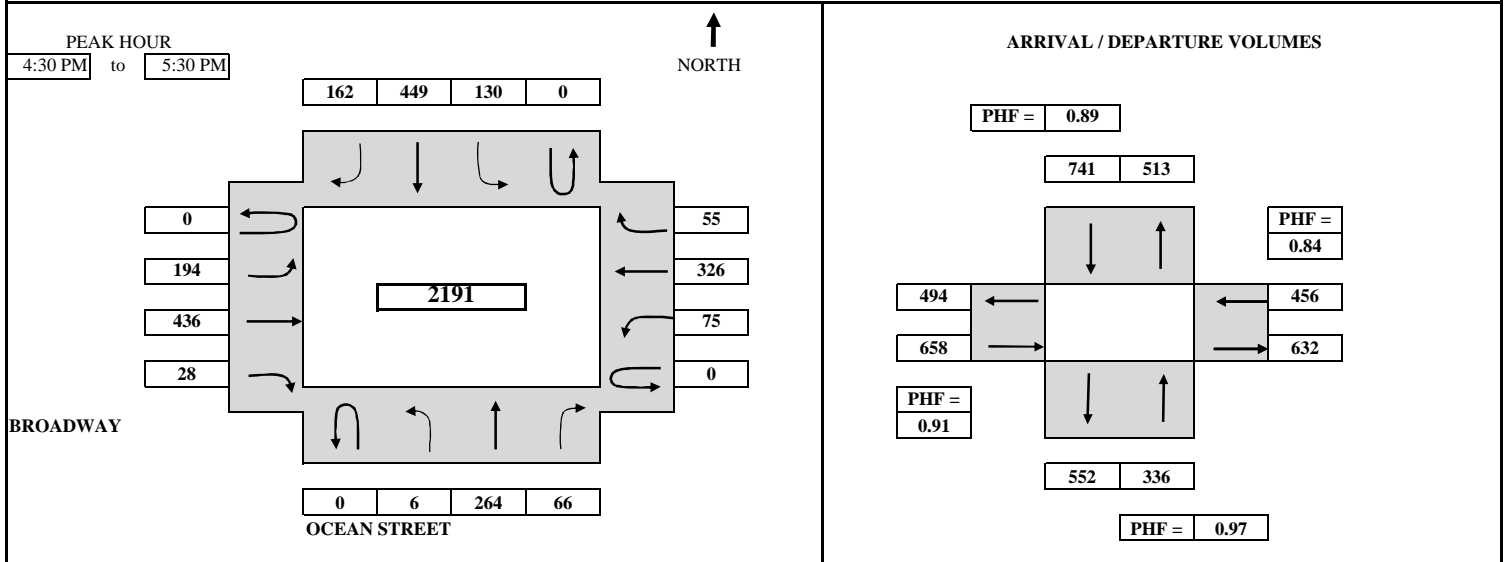 PEAK HOUR
4:30 PM to 5:30 PM
NORTH
162 449 130 0
0 55
194 326
2191
436 75
28 0
BROADWAY
0 6 264 66
OCEAN STREET
ARRIVAL / DEPARTURE VOLUMES
PHF = 0.89
741 513
PHF =
0.84
494 456
658 632
PHF =
0.91
552 336
PHF = 0.97